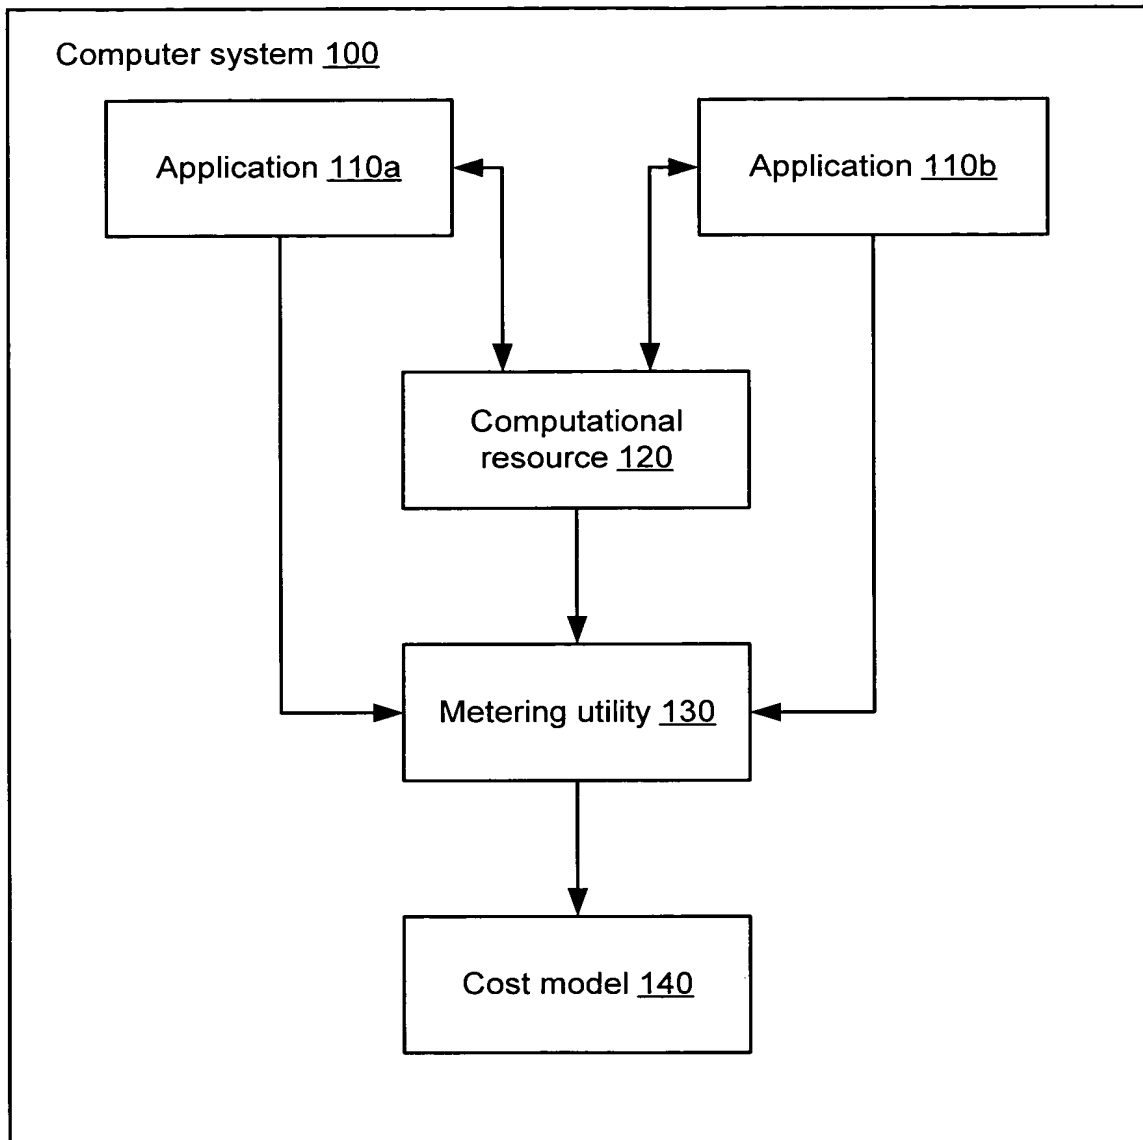 Computer system 100
Application 110a
Application 110b
Computational
resource 120
Metering utility 130
Cost model 140